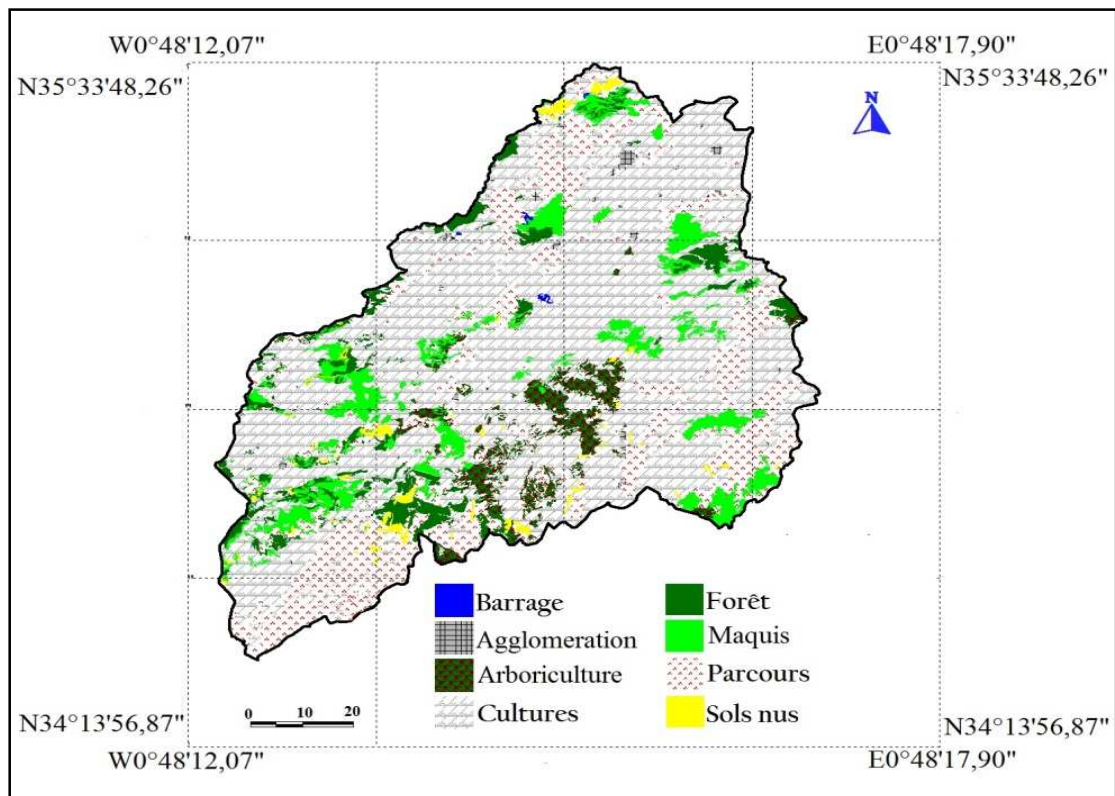 W0°48'12,07" E0°48'17,90"
N35°33'48,26" N35°33'48,26"
N
Barrage Forêt
Agglomeration Maquis
Arboriculture Parcours
Cultures Sols nus
0 10 20
N34°13'56,87" N34°13'56,87"
W0°48'12,07" E0°48'17,90"